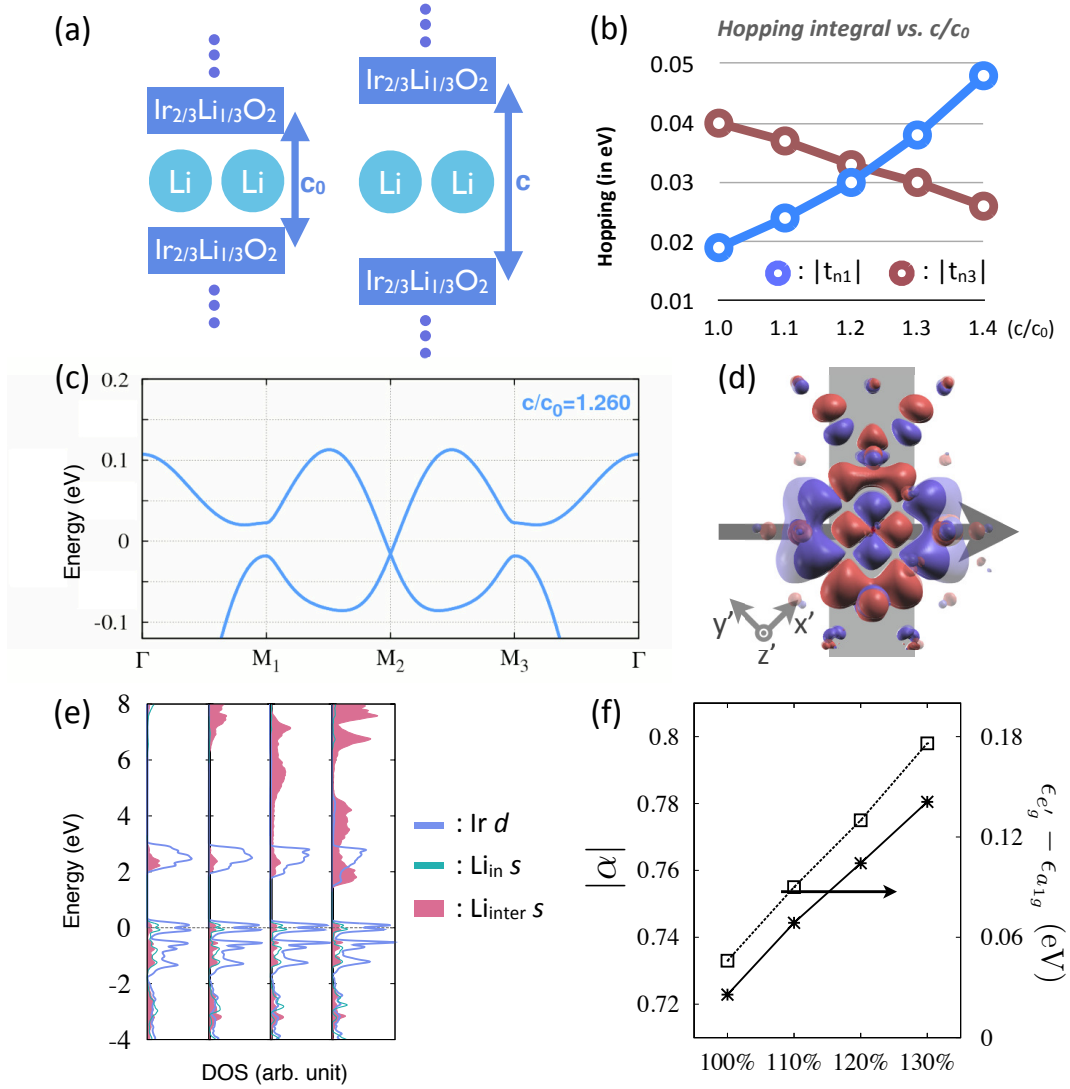 (a)
Ir2/3Li1/3O2
Li Li
c0
Ir2/3Li1/3O2
Ir2/3Li1/3O2
Li Li
c
Ir2/3Li1/3O2
(b)
Hopping integral vs. c/c0
Hopping (in eV)
0.05
0.04
0.03
0.02
0.01
: |tn1|
: |tn3|
1.0 1.1 1.2 1.3 1.4 (c/c0)
(c)
c/c0=1.260
Energy (eV)
0.2
0.1
0
-0.1
Γ M1 M2 M3 Γ
(d)
y' x'
z'
(e)
Energy (eV)
8
6
4
2
0
-2
-4
DOS (arb. unit)
: Ir d
: Liin s
: Liinter s
(f)
|α|
0.8
0.78
0.76
0.74
0.72
0.18
0.12
0.06
0
ϵeg′ − ϵa1g (eV)
100% 110% 120% 130%